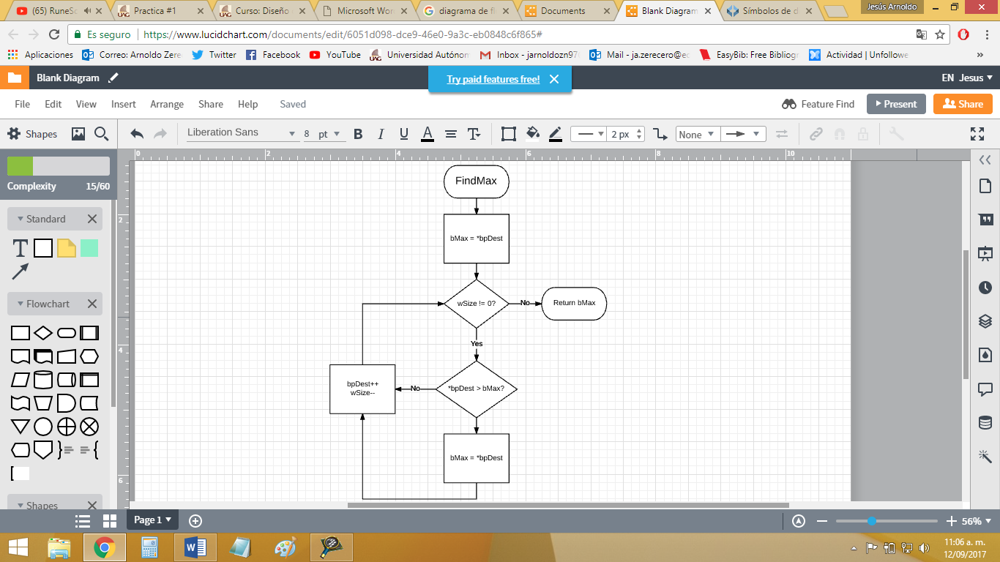 (65) RuneSc
Practica #1
Curso: Diseño
Microsoft Wor
diagrama de fl
Documents
Blank Diagram
Símbolos de d
Jesús Arnoldo
Es seguro
https://www.lucidchart.com/documents/edit/6051d098-dce9-46e0-9a3c-eb0848c6f865#
Aplicaciones
Correo: Arnoldo Zere
Twitter
Facebook
YouTube
Universidad Autónom
Inbox - jarnoldozn97
Mail - ja.zerecero@e
EasyBib: Free Bibliogr
Actividad | Unfollowe
»
Blank Diagram
Try paid features free!
EN Jesus
File Edit View Insert Arrange Share Help Saved
Feature Find
Present
Share
Shapes
Liberation Sans
8 pt
B I U A T
2 px
None
0 2 4 6 8 10
Complexity 15/60
Standard
T
Flowchart
Shapes
2
4
6
FindMax
bMax = *bpDest
wSize != 0?
No
Return bMax
Yes
*bpDest > bMax?
No
bpDest++
wSize--
bMax = *bpDest
Page 1
56%
11:06 a. m.
12/09/2017